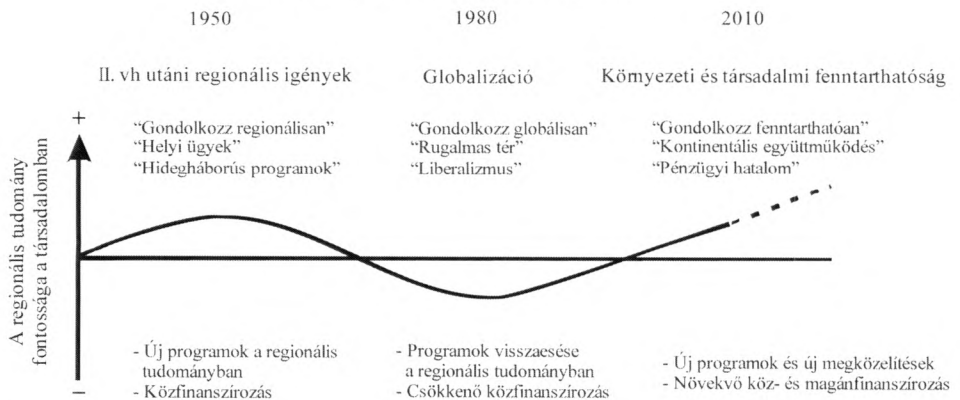 1950
1980
2010
II. vh utáni regionális igények
Globalizáció
Környezeti és társadalmi fenntarthatóság
+
“Gondolkozz regionálisan”
“Helyi ügyek”
“Hidegháborús programok”
“Gondolkozz globálisan”
“Rugalmas tér”
“Liberalizmus”
“Gondolkozz fenntarthatóan”
“Kontinentális együttműködés”
“Pénzügyi hatalom”
A regionális tudomány
fontossága a társadalomban
- Új programok a regionális
tudományban
- Közfinanszírozás
- Programok visszaesése
a regionális tudományban
- Csökkenő közfinanszírozás
- Új programok és új megközelítések
- Növekvő köz- és magánfinanszírozás
–